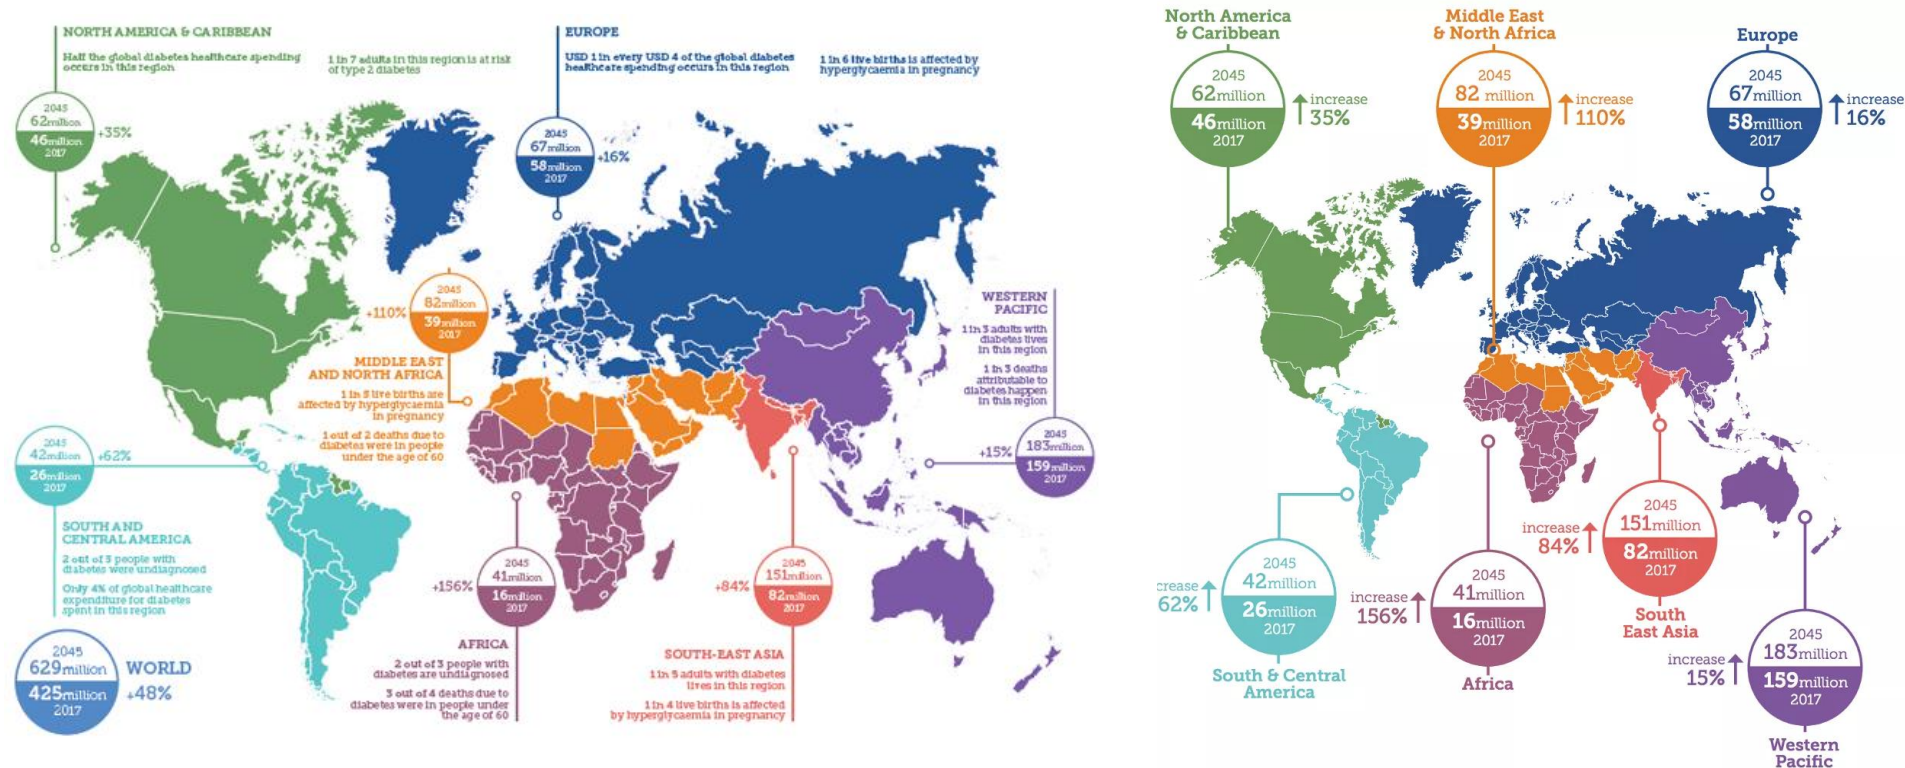 NORTH AMERICA & CARIBBEAN
Half the global diabetes healthcare spending
occurs in this region
1 in 7 adults in this region is at risk
of type 2 diabetes
2045
62million
46million
2017
+35%
EUROPE
USD 1 in every USD 4 of the global diabetes
healthcare spending occurs in this region
1 in 6 live births is affected by
hyperglycaemia in pregnancy
2045
67million
58million
2017
+16%
2045
82million
39million
2017
+110%
MIDDLE EAST
AND NORTH AFRICA
1 in 5 live births are
affected by hyperglycaemia
in pregnancy
1 out of 2 deaths due to
diabetes were in people
under the age of 60
WESTERN
PACIFIC
1 in 3 adults with
diabetes lives
in this region
1 in 3 deaths
attributable to
diabetes happen
in this region
2045
183million
159million
2017
+15%
2045
42million
26million
2017
+62%
SOUTH AND
CENTRAL AMERICA
2 out of 5 people with
diabetes were undiagnosed
Only 4% of global healthcare
expenditure for diabetes
spent in this region
2045
629million
425million
2017
WORLD
+48%
2045
41million
16million
2017
+156%
AFRICA
2 out of 3 people with
diabetes are undiagnosed
3 out of 4 deaths due to
diabetes were in people under
the age of 60
2045
151million
82million
2017
+84%
SOUTH-EAST ASIA
1 in 5 adults with diabetes
lives in this region
1 in 4 live births is affected
by hyperglycaemia in pregnancy
North America
& Caribbean
2045
62million
46million
2017
increase
35%
Middle East
& North Africa
2045
82 million
39million
2017
increase
110%
Europe
2045
67million
58million
2017
increase
16%
crease
62%
2045
42million
26million
2017
South & Central
America
increase
156%
2045
41million
16million
2017
Africa
increase
84%
2045
151million
82million
2017
South
East Asia
increase
15%
2045
183million
159million
2017
Western
Pacific